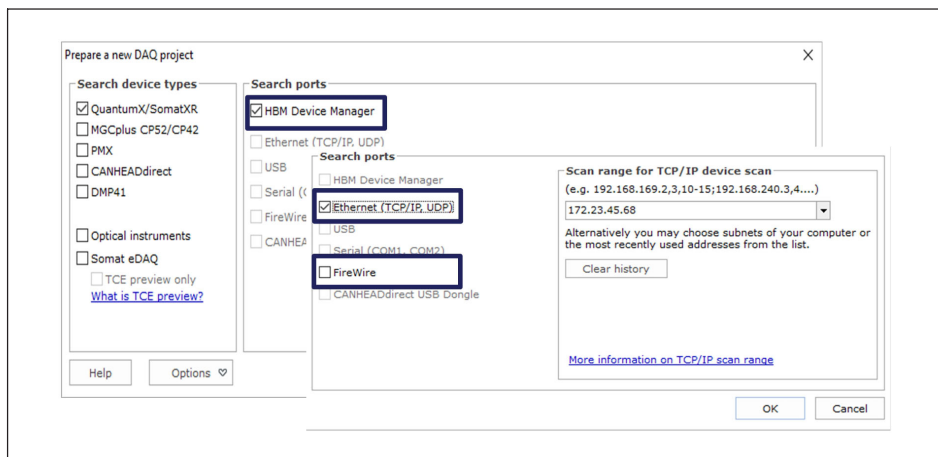 Prepare a new DAQ project
Search device types
QuantumX/SomatXR
MGCplus CP52/CP42
PMX
CANHEADdirect
DMP41
Optical instruments
Somat eDAQ
TCE preview only
What is TCE preview?
Help
Options
Search ports
HBM Device Manager
Ethernet (TCP/IP, UDP)
USB
Serial (
FireWire
CANHEA
Search ports
HBM Device Manager
Ethernet (TCP/IP, UDP)
USB
Serial (COM1, COM2)
FireWire
CANHEADdirect USB Dongle
Scan range for TCP/IP device scan
(e.g. 192.168.169.2,3,10-15;192.168.240.3,4....)
172.23.45.68
Alternatively you may choose subnets of your computer or
the most recently used addresses from the list.
Clear history
More information on TCP/IP scan range
OK
Cancel